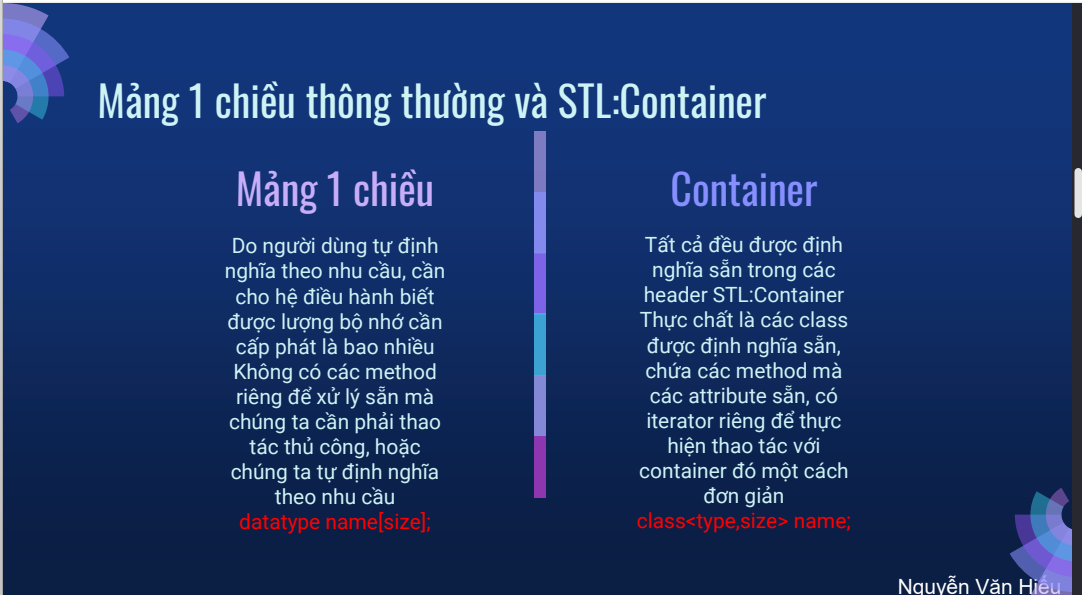 Mảng 1 chiều thông thường và STL:Container
Mảng 1 chiều
Do người dùng tự định
nghĩa theo nhu cầu, cần
cho hệ điều hành biết
được lượng bộ nhớ cần
cấp phát là bao nhiều
Không có các method
riêng để xử lý sẵn mà
chúng ta cần phải thao
tác thủ công, hoặc
chúng ta tự định nghĩa
theo nhu cầu
datatype name[size];
Container
Tất cả đều được định
nghĩa sẵn trong các
header STL:Container
Thực chất là các class
được định nghĩa sẵn,
chứa các method mà
các attribute sẵn, có
iterator riêng để thực
hiện thao tác với
container đó một cách
đơn giản
class<type,size> name;
Nguyễn Văn Hiếu